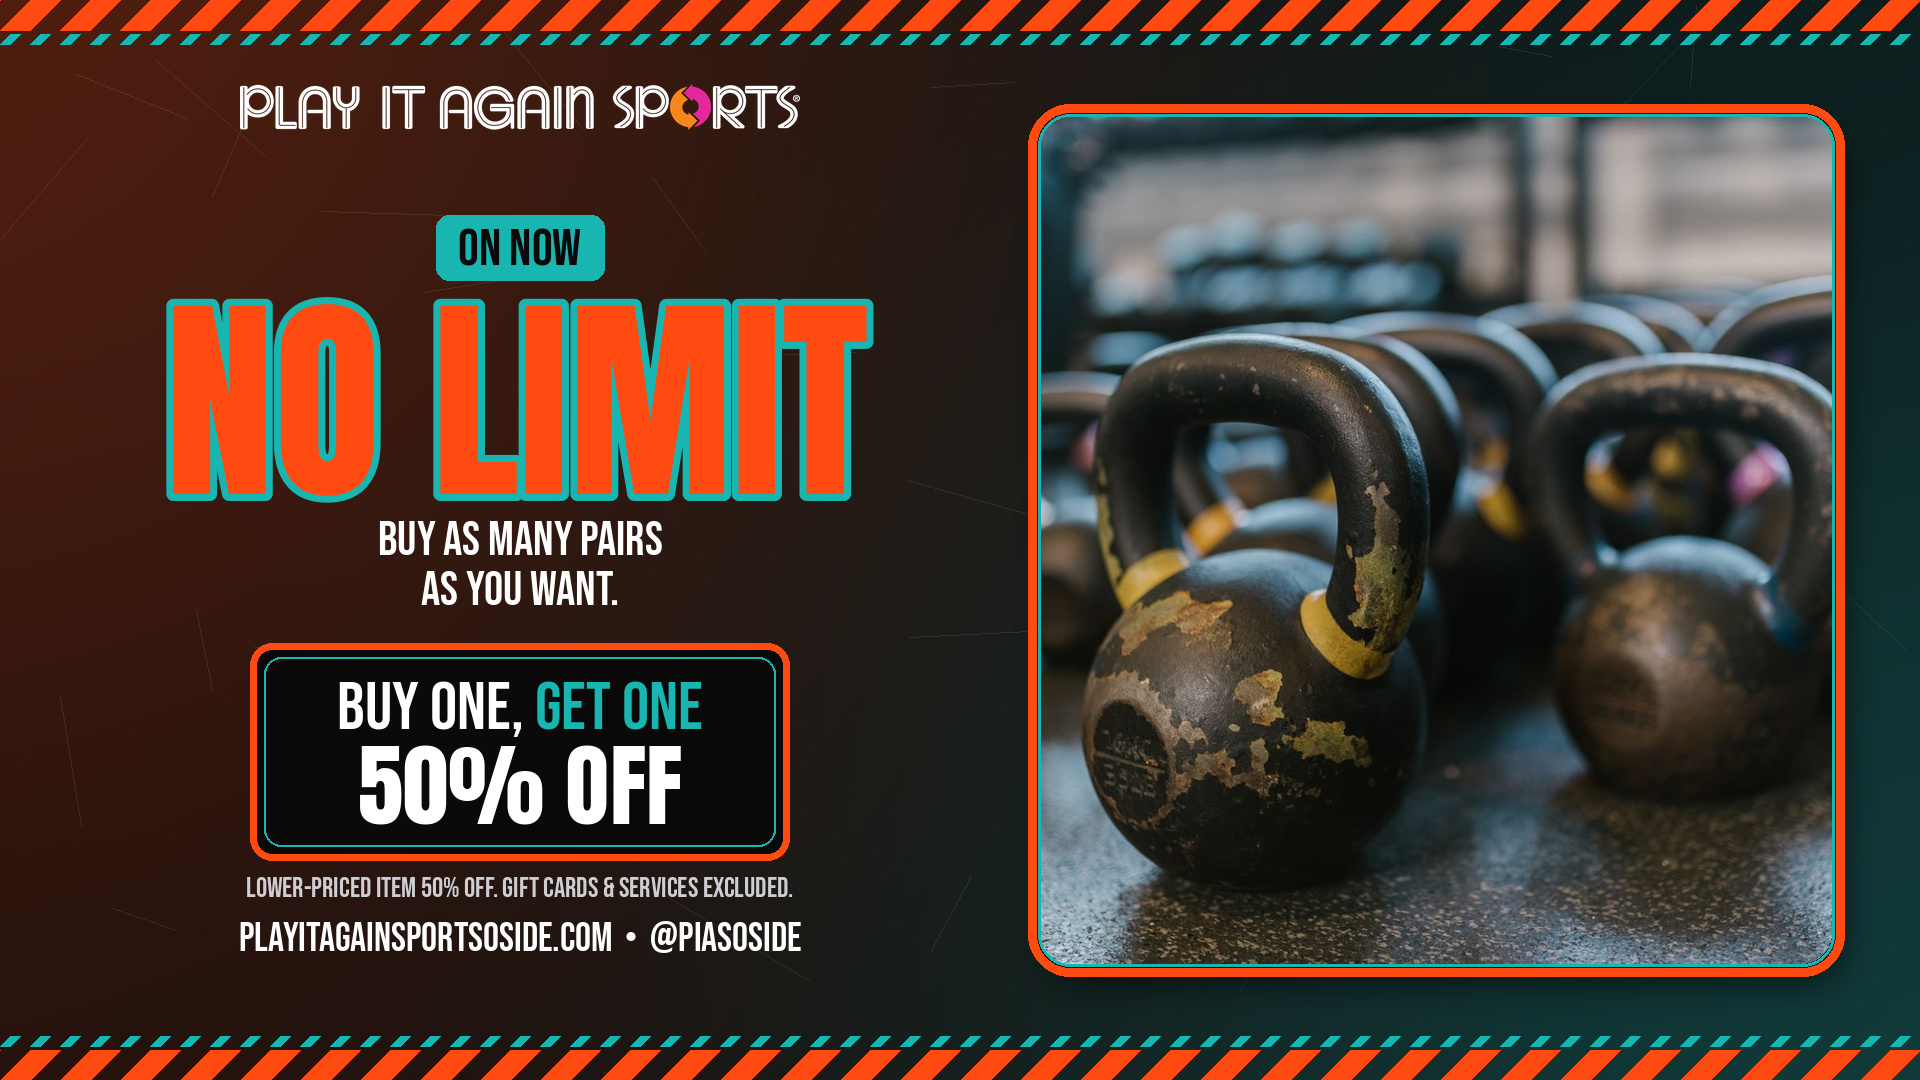 PLAY IT AGAIN SPORTS®
ON NOW
NO LIMIT
BUY AS MANY PAIRS
AS YOU WANT.
BUY ONE, GET ONE
50% OFF
LOWER-PRICED ITEM 50% OFF. GIFT CARDS & SERVICES EXCLUDED.
PLAYITAGAINSPORTSOSIDE.COM • @PIASOSIDE